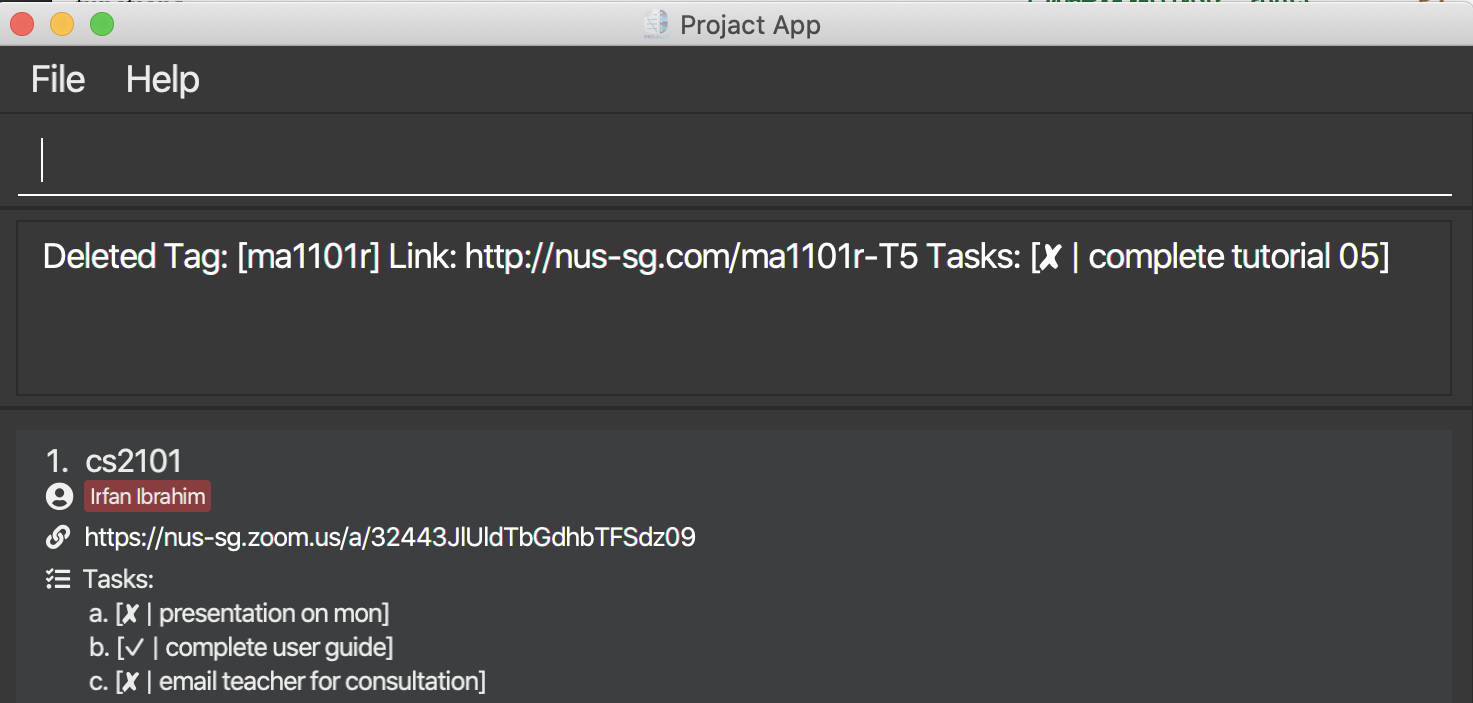 Projact App
File Help
Deleted Tag: [ma1101r] Link: http://nus-sg.com/ma1101r-T5 Tasks: [✘ | complete tutorial 05]
1. cs2101
Irfan Ibrahim
https://nus-sg.zoom.us/a/32443JlUldTbGdhbTFSdz09
Tasks:
a. [✘ | presentation on mon]
b. [✓ | complete user guide]
c. [✘ | email teacher for consultation]